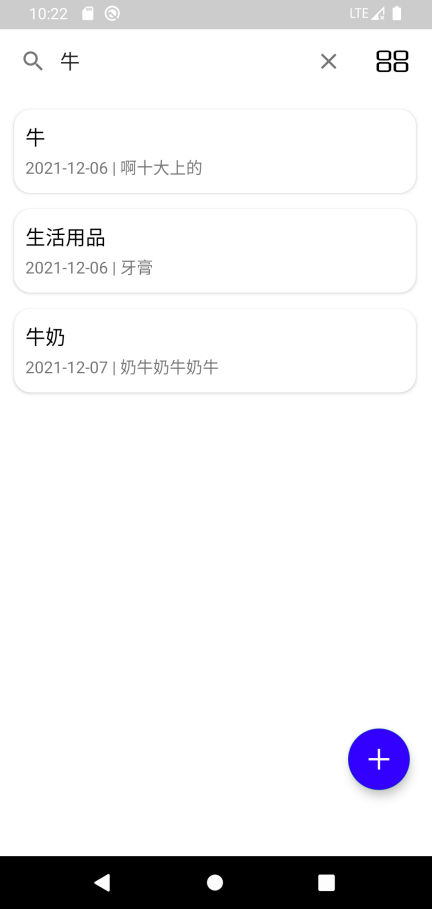 10:22 LTE
牛
牛
2021-12-06 | 啊十大上的
生活用品
2021-12-06 | 牙膏
牛奶
2021-12-07 | 奶牛奶牛奶牛